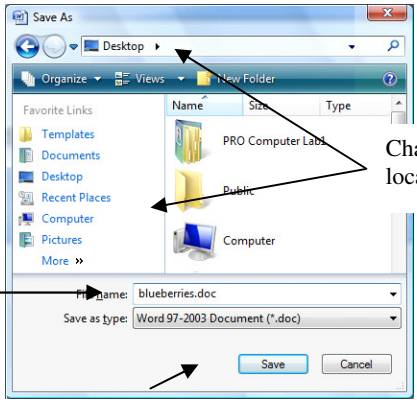 Save As
Desktop
Organize Views New Folder
Favorite Links
Templates
Documents
Desktop
Recent Places
Computer
Pictures
More »
Name Size Type
PRO Computer Lab1
Public
Computer
Cha
loca
File name: blueberries.doc
Save as type: Word 97-2003 Document (*.doc)
Save Cancel